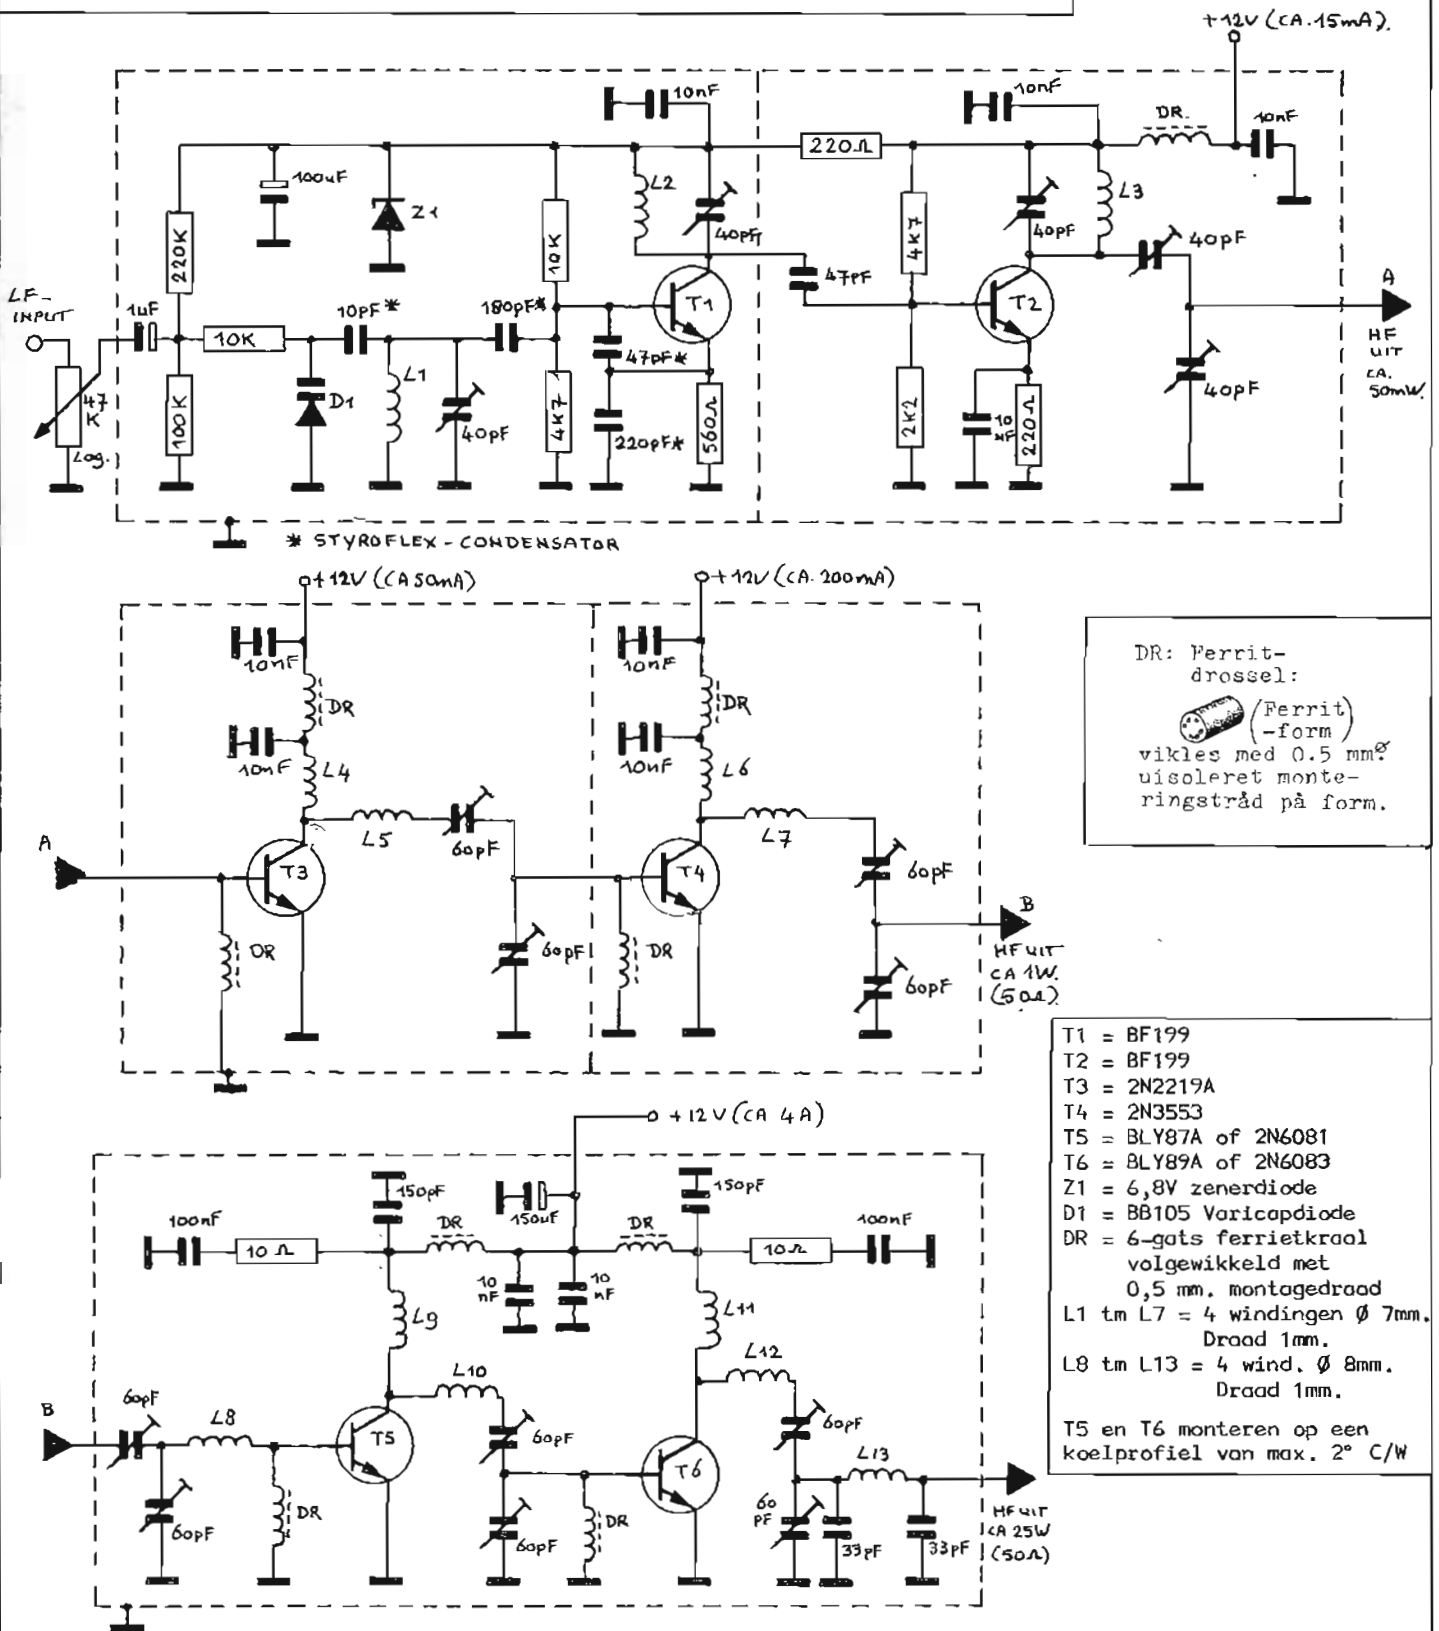 +12V (CA.15mA).
10nF
10nF
DR.
10nF
220Ω
100uF
Z1
L2
40pF
L3
40pF
40pF
220K
10K
4K7
47pF
T1
T2
A
LF-
INPUT
1uF
10K
10pF*
180pF*
47pF*
HF
UIT
CA.
50mW.
47
K
Log.
100K
D1
L1
40pF
4K7
220pF*
560Ω
2K2
10
nF
220Ω
40pF
* STYROFLEX-CONDENSATOR
+12V (CA 50mA)
+12V (CA. 200mA)
10nF
10nF
DR
DR
10nF
10nF
L4
L6
L5
60pF
L7
A
T3
T4
60pF
B
DR
60pF
DR
60pF
HF UIT
CA 1W.
(50Ω)
DR: Ferrit-
drossel:
(Ferrit
-form)
vikles med 0.5 mmø
uisoleret monte-
ringstråd på form.
T1 = BF199
T2 = BF199
T3 = 2N2219A
T4 = 2N3553
T5 = BLY87A of 2N6081
T6 = BLY89A of 2N6083
Z1 = 6,8V zenerdiode
D1 = BB105 Varicapdiode
DR = 6-gats ferrietkraal
volgewikkeld met
0,5 mm. montagedraad
L1 tm L7 = 4 windingen Ø 7mm.
Draad 1mm.
L8 tm L13 = 4 wind. Ø 8mm.
Draad 1mm.
T5 en T6 monteren op een
koelprofiel van max. 2° C/W
+12V (CA 4A)
150pF
150uF
150pF
100nF
DR
DR
100nF
10Ω
10Ω
10
nF
10
nF
L9
L11
L10
L12
60pF
B
L8
T5
60pF
60pF
L13
T6
60pF
DR
60pF
DR
60
pF
33pF
33pF
HF UIT
CA 25W
(50Ω)